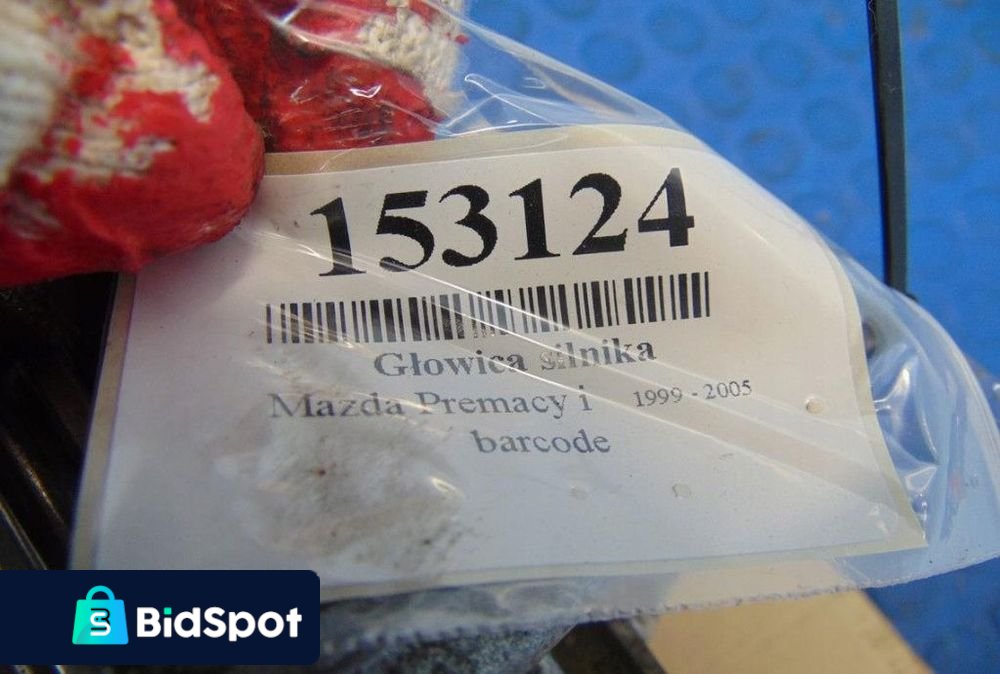 153124
Głowica silnika
Mazda Premacy i 1999 - 2005
barcode
BidSpot